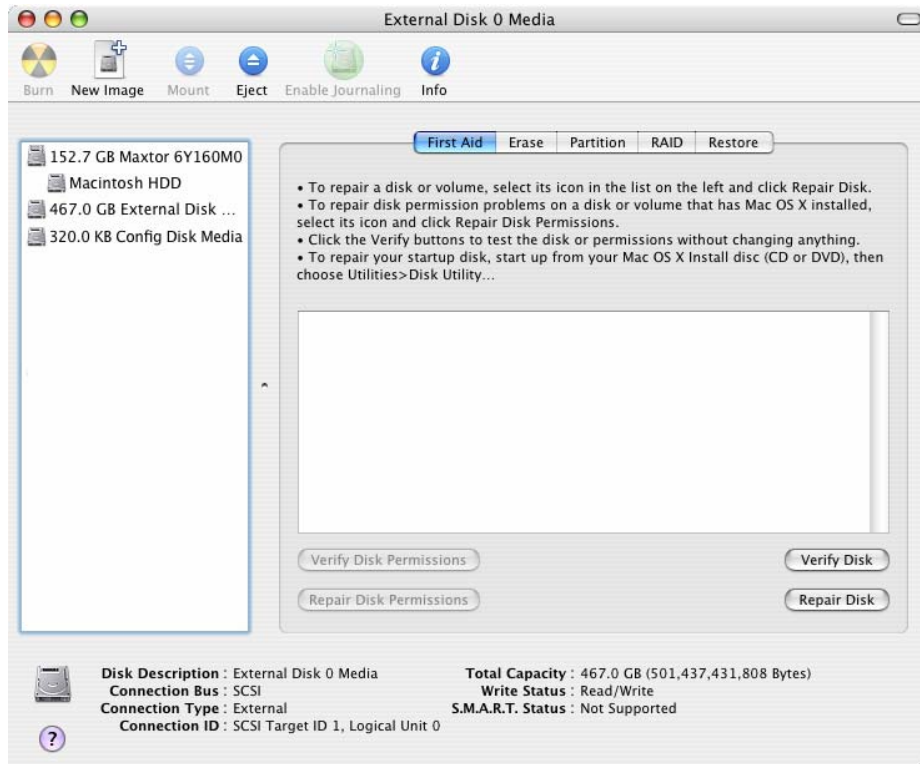 External Disk 0 Media
Burn New Image Mount Eject Enable Journaling Info
First Aid Erase Partition RAID Restore
152.7 GB Maxtor 6Y160M0
Macintosh HDD
467.0 GB External Disk ...
320.0 KB Config Disk Media
• To repair a disk or volume, select its icon in the list on the left and click Repair Disk.
• To repair disk permission problems on a disk or volume that has Mac OS X installed,
select its icon and click Repair Disk Permissions.
• Click the Verify buttons to test the disk or permissions without changing anything.
• To repair your startup disk, start up from your Mac OS X Install disc (CD or DVD), then
choose Utilities>Disk Utility...
Verify Disk Permissions Verify Disk
Repair Disk Permissions Repair Disk
Disk Description : External Disk 0 Media
Connection Bus : SCSI
Connection Type : External
Connection ID : SCSI Target ID 1, Logical Unit 0
Total Capacity : 467.0 GB (501,437,431,808 Bytes)
Write Status : Read/Write
S.M.A.R.T. Status : Not Supported
?